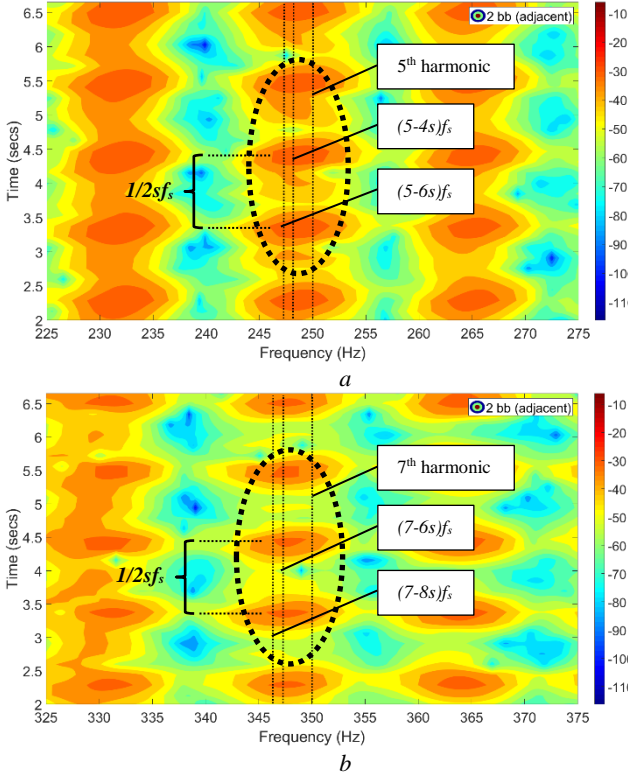 6.5
6
5.5
5
4.5
4
3.5
3
2.5
2
Time (secs)
225 230 235 240 245 250 255 260 265 270 275
Frequency (Hz)
2 bb (adjacent)
5th harmonic
(5-4s)fs
(5-6s)fs
1/2sfs
-10
-20
-30
-40
-50
-60
-70
-80
-90
-100
-110
a
6.5
6
5.5
5
4.5
4
3.5
3
2.5
2
Time (secs)
325 330 335 340 345 350 355 360 365 370 375
Frequency (Hz)
2 bb (adjacent)
7th harmonic
(7-6s)fs
(7-8s)fs
1/2sfs
-10
-20
-30
-40
-50
-60
-70
-80
-90
-100
-110
b